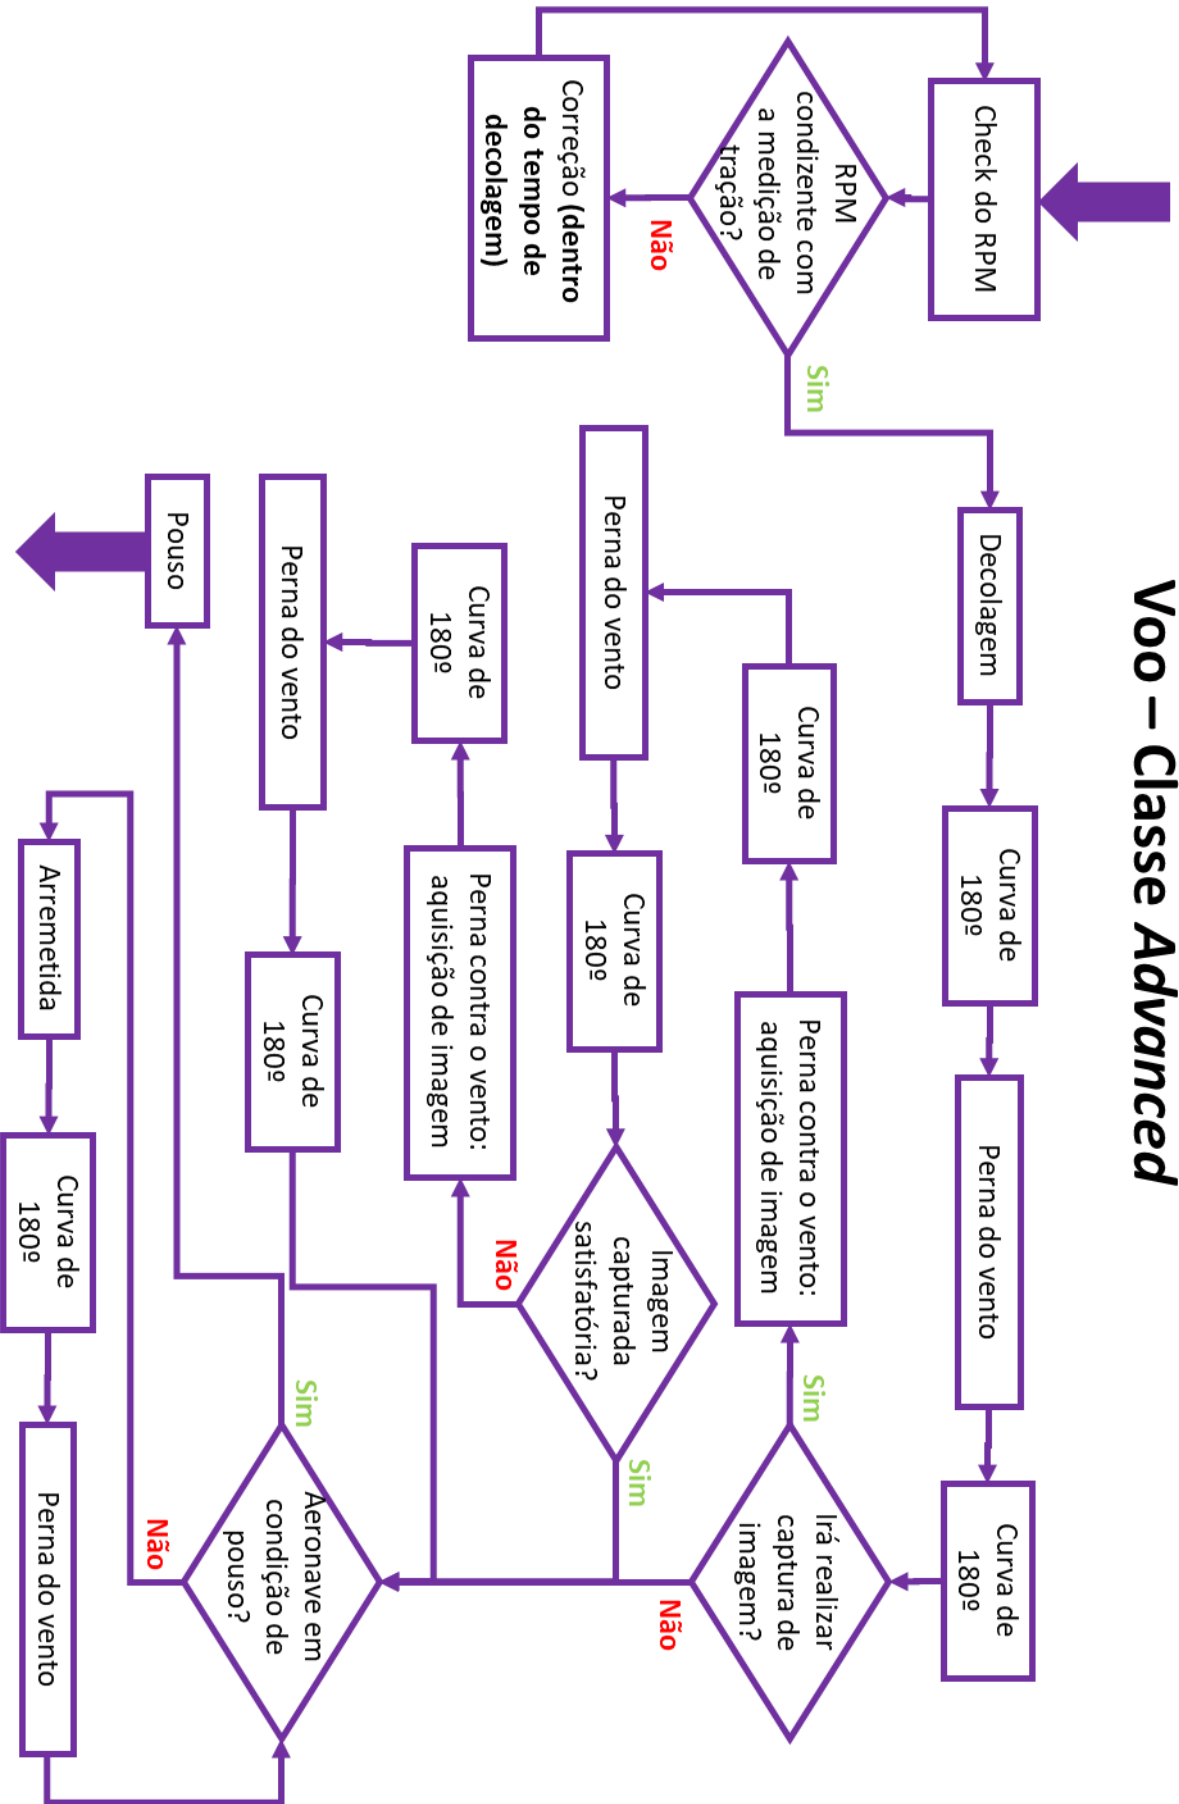 Voo – Classe Advanced
Check do RPM
RPM
condizente com
a medição de
tração?
Não
Correção (dentro
do tempo de
decolagem)
Sim
Decolagem
Curva de
180º
Perna do vento
Curva de
180º
Irá realizar
captura de
imagem?
Sim
Não
Perna contra o vento:
aquisição de imagem
Curva de
180º
Perna do vento
Curva de
180º
Imagem
capturada
satisfatória?
Sim
Não
Perna contra o vento:
aquisição de imagem
Curva de
180º
Perna do vento
Curva de
180º
Aeronave em
condição de
pouso?
Sim
Não
Pouso
Arremetida
Curva de
180º
Perna do vento